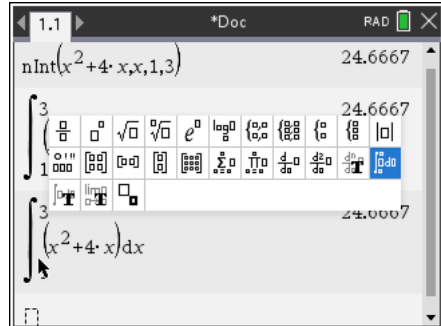 1.1 *Doc RAD
nInt(x²+4·x,x,1,3) 24.6667
3 24.6667
∫ (
1
3 24.6667
∫(x²+4·x)dx